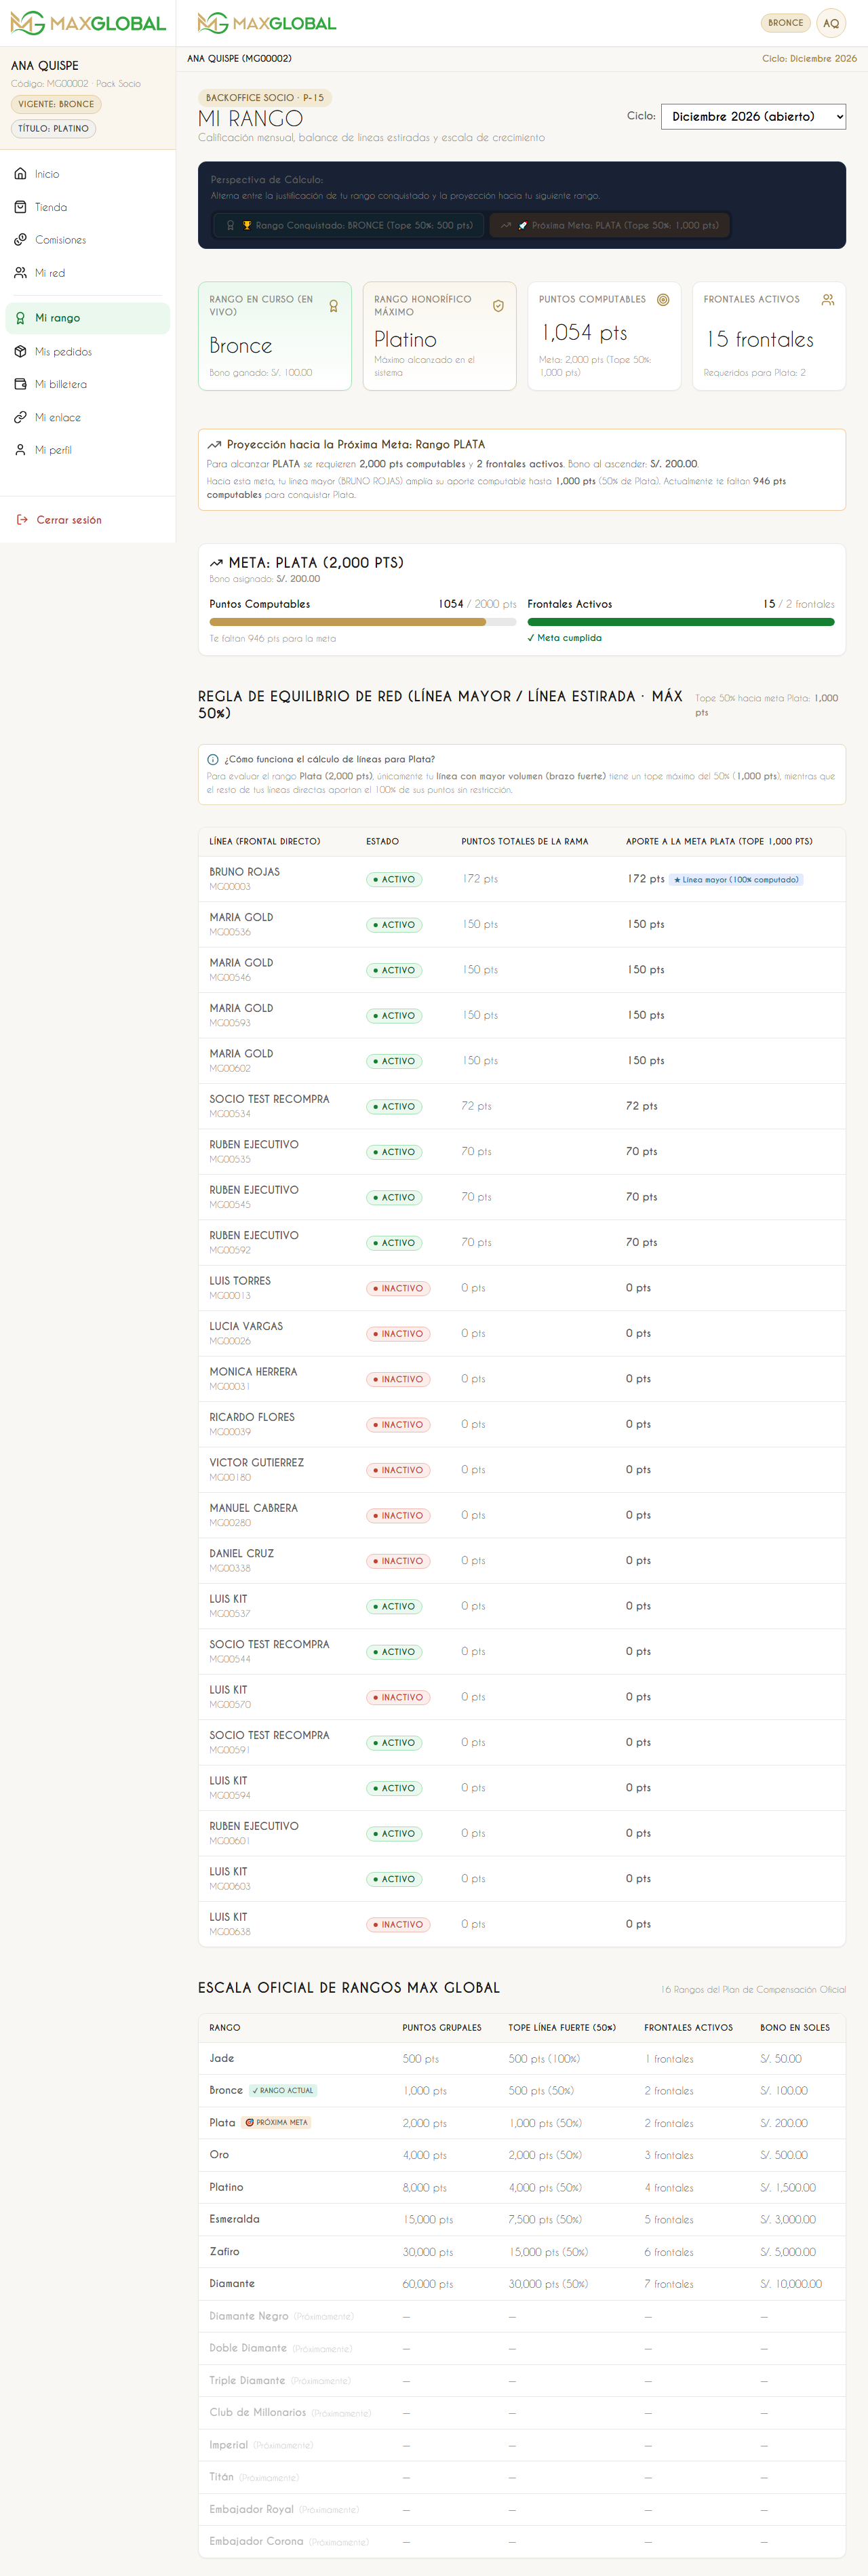 MAXGLOBAL
MAXGLOBAL
BRONCE
AQ
ANA QUISPE
Código: MG00002 · Pack Socio
VIGENTE: BRONCE
TÍTULO: PLATINO
Inicio
Tienda
Comisiones
Mi red
Mi rango
Mis pedidos
Mi billetera
Mi enlace
Mi perfil
Cerrar sesión
ANA QUISPE (MG00002)
Ciclo: Diciembre 2026
BACKOFFICE SOCIO · P-15
MI RANGO
Calificación mensual, balance de líneas estiradas y escala de crecimiento
Ciclo:
Diciembre 2026 (abierto)
Perspectiva de Cálculo:
Alterna entre la justificación de tu rango conquistado y la proyección hacia tu siguiente rango.
🏆 Rango Conquistado: BRONCE (Tope 50%: 500 pts)
🚀 Próxima Meta: PLATA (Tope 50%: 1,000 pts)
RANGO EN CURSO (EN VIVO)
Bronce
Bono ganado: S/. 100.00
RANGO HONORÍFICO MÁXIMO
Platino
Máximo alcanzado en el sistema
PUNTOS COMPUTABLES
1,054 pts
Meta: 2,000 pts (Tope 50%: 1,000 pts)
FRONTALES ACTIVOS
15 frontales
Requeridos para Plata: 2
Proyección hacia la Próxima Meta: Rango PLATA
Para alcanzar PLATA se requieren 2,000 pts computables y 2 frontales activos. Bono al ascender: S/. 200.00.
Hacia esta meta, tu línea mayor (BRUNO ROJAS) amplía su aporte computable hasta 1,000 pts (50% de Plata). Actualmente te faltan 946 pts
computables para conquistar Plata.
META: PLATA (2,000 PTS)
Bono asignado: S/. 200.00
Puntos Computables
1054 / 2000 pts
Te faltan 946 pts para la meta
Frontales Activos
15 / 2 frontales
✓ Meta cumplida
REGLA DE EQUILIBRIO DE RED (LÍNEA MAYOR / LÍNEA ESTIRADA · MÁX
50%)
Tope 50% hacia meta Plata: 1,000
pts
¿Cómo funciona el cálculo de líneas para Plata?
Para evaluar el rango Plata (2,000 pts), únicamente tu línea con mayor volumen (brazo fuerte) tiene un tope máximo del 50% (1,000 pts), mientras que
el resto de tus líneas directas aportan el 100% de sus puntos sin restricción.
LÍNEA (FRONTAL DIRECTO) ESTADO PUNTOS TOTALES DE LA RAMA APORTE A LA META PLATA (TOPE 1,000 PTS)
BRUNO ROJAS
MG00003
ACTIVO 172 pts 172 pts ★ Línea mayor (100% computado)
MARIA GOLD
MG00536
ACTIVO 150 pts 150 pts
MARIA GOLD
MG00546
ACTIVO 150 pts 150 pts
MARIA GOLD
MG00593
ACTIVO 150 pts 150 pts
MARIA GOLD
MG00602
ACTIVO 150 pts 150 pts
SOCIO TEST RECOMPRA
MG00534
ACTIVO 72 pts 72 pts
RUBEN EJECUTIVO
MG00535
ACTIVO 70 pts 70 pts
RUBEN EJECUTIVO
MG00545
ACTIVO 70 pts 70 pts
RUBEN EJECUTIVO
MG00592
ACTIVO 70 pts 70 pts
LUIS TORRES
MG00013
INACTIVO 0 pts 0 pts
LUCIA VARGAS
MG00026
INACTIVO 0 pts 0 pts
MONICA HERRERA
MG00031
INACTIVO 0 pts 0 pts
RICARDO FLORES
MG00039
INACTIVO 0 pts 0 pts
VICTOR GUTIERREZ
MG00180
INACTIVO 0 pts 0 pts
MANUEL CABRERA
MG00280
INACTIVO 0 pts 0 pts
DANIEL CRUZ
MG00338
INACTIVO 0 pts 0 pts
LUIS KIT
MG00537
ACTIVO 0 pts 0 pts
SOCIO TEST RECOMPRA
MG00544
ACTIVO 0 pts 0 pts
LUIS KIT
MG00570
INACTIVO 0 pts 0 pts
SOCIO TEST RECOMPRA
MG00591
ACTIVO 0 pts 0 pts
LUIS KIT
MG00594
ACTIVO 0 pts 0 pts
RUBEN EJECUTIVO
MG00601
ACTIVO 0 pts 0 pts
LUIS KIT
MG00603
ACTIVO 0 pts 0 pts
LUIS KIT
MG00638
INACTIVO 0 pts 0 pts
ESCALA OFICIAL DE RANGOS MAX GLOBAL
16 Rangos del Plan de Compensación Oficial
RANGO PUNTOS GRUPALES TOPE LÍNEA FUERTE (50%) FRONTALES ACTIVOS BONO EN SOLES
Jade 500 pts 500 pts (100%) 1 frontales S/. 50.00
Bronce ✓ RANGO ACTUAL 1,000 pts 500 pts (50%) 2 frontales S/. 100.00
Plata 🎯 PRÓXIMA META 2,000 pts 1,000 pts (50%) 2 frontales S/. 200.00
Oro 4,000 pts 2,000 pts (50%) 3 frontales S/. 500.00
Platino 8,000 pts 4,000 pts (50%) 4 frontales S/. 1,500.00
Esmeralda 15,000 pts 7,500 pts (50%) 5 frontales S/. 3,000.00
Zafiro 30,000 pts 15,000 pts (50%) 6 frontales S/. 5,000.00
Diamante 60,000 pts 30,000 pts (50%) 7 frontales S/. 10,000.00
Diamante Negro (Próximamente) — — — —
Doble Diamante (Próximamente) — — — —
Triple Diamante (Próximamente) — — — —
Club de Millonarios (Próximamente) — — — —
Imperial (Próximamente) — — — —
Titán (Próximamente) — — — —
Embajador Royal (Próximamente) — — — —
Embajador Corona (Próximamente) — — — —